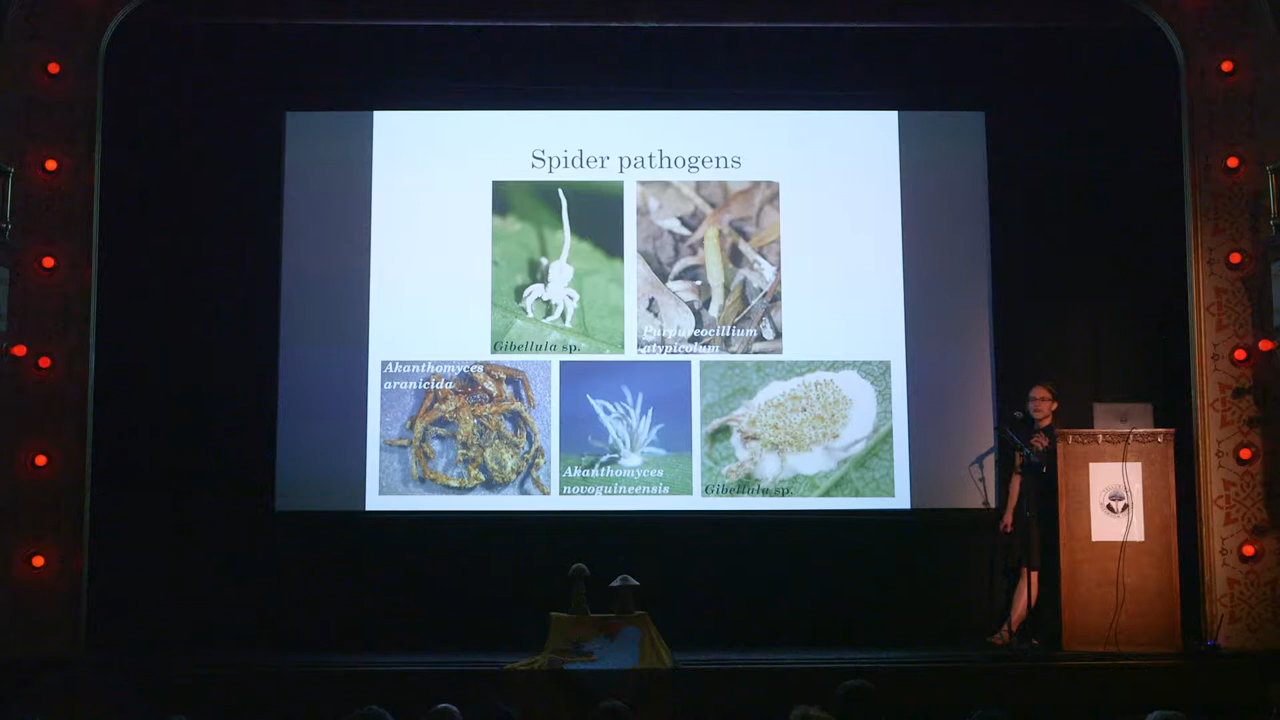 Spider pathogens
Gibellula sp.
Purpureocillium
atypicolum
Akanthomyces
aranicida
Akanthomyces
novoguineensis
Gibellula sp.